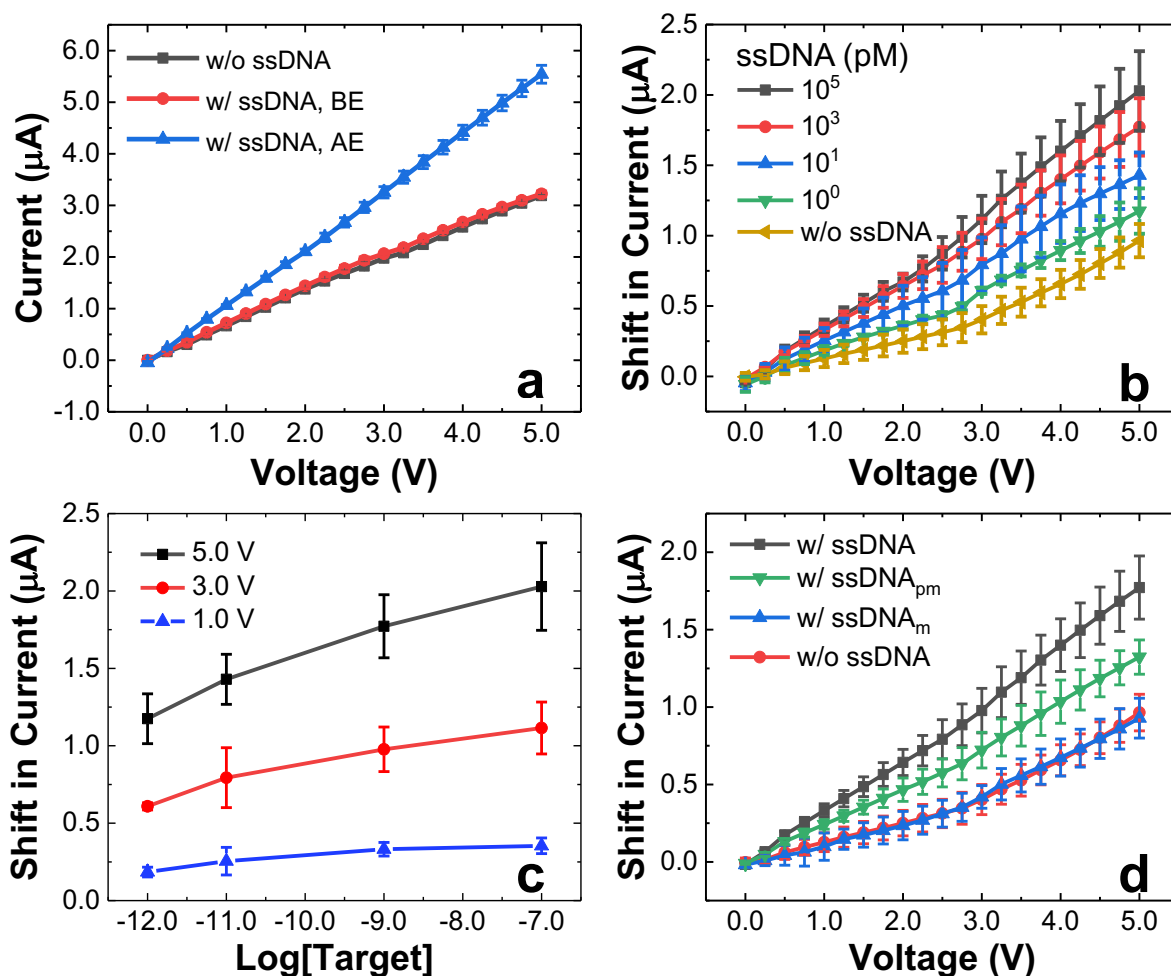 6.0
5.0
4.0
3.0
2.0
1.0
0.0
-1.0
Current (μA)
w/o ssDNA
w/ ssDNA, BE
w/ ssDNA, AE
a
0.0 1.0 2.0 3.0 4.0 5.0
Voltage (V)
2.5
2.0
1.5
1.0
0.5
0.0
Shift in Current (μA)
ssDNA (pM)
10⁵
10³
10¹
10⁰
w/o ssDNA
b
0.0 1.0 2.0 3.0 4.0 5.0
Voltage (V)
2.5
2.0
1.5
1.0
0.5
0.0
Shift in Current (μA)
5.0 V
3.0 V
1.0 V
c
-12.0 -11.0 -10.0 -9.0 -8.0 -7.0
Log[Target]
2.0
1.5
1.0
0.5
0.0
Shift in Current (μA)
w/ ssDNA
w/ ssDNApm
w/ ssDNAm
w/o ssDNA
d
0.0 1.0 2.0 3.0 4.0 5.0
Voltage (V)